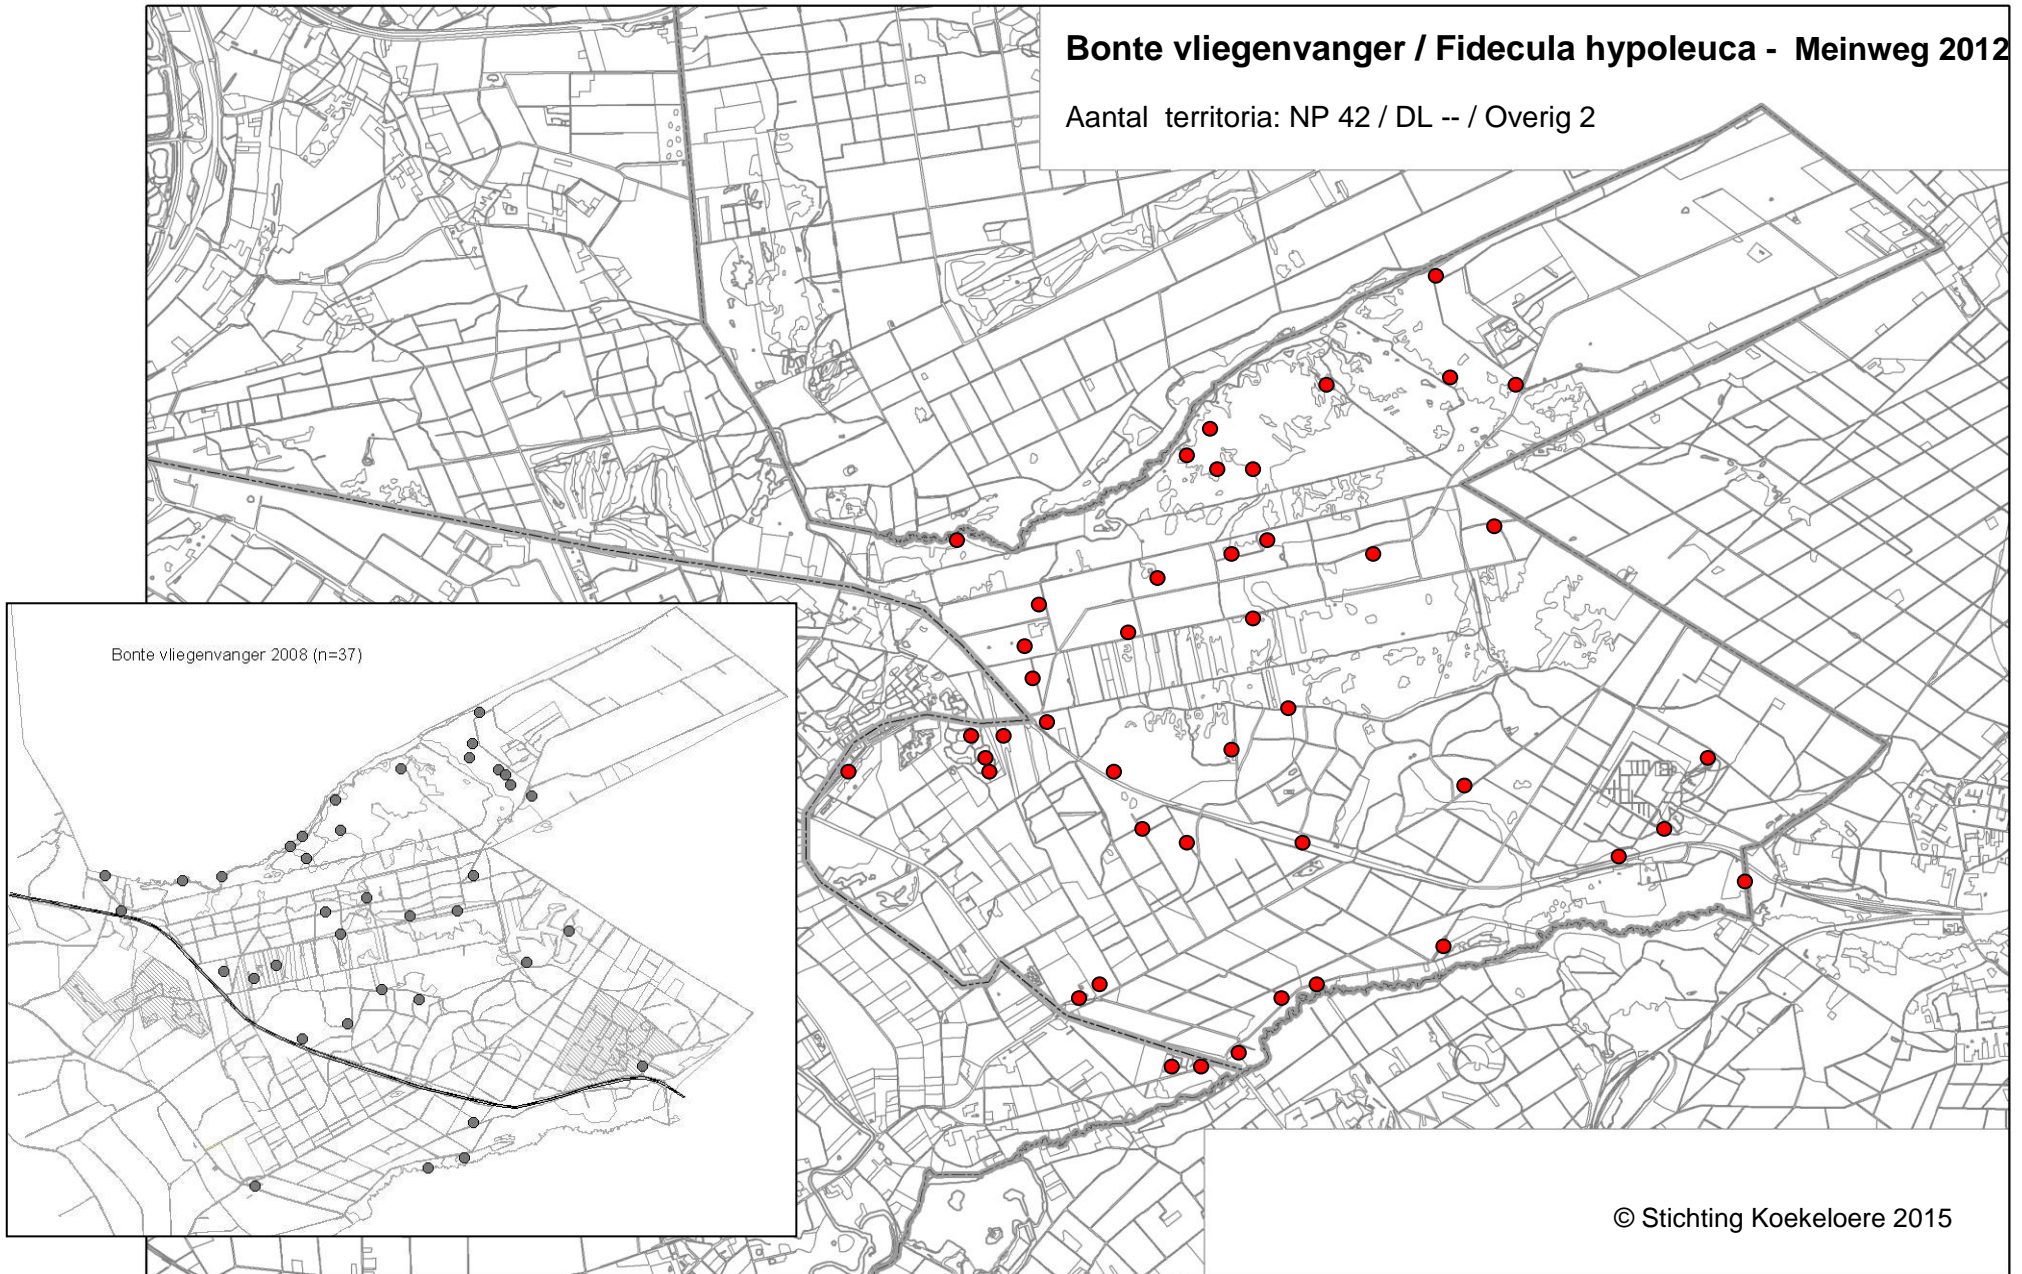 Bonte vliegenvanger / Fidecula hypoleuca - Meinweg 2012
Aantal territoria: NP 42 / DL -- / Overig 2
Bonte vliegenvanger 2008 (n=37)
© Stichting Koekeloere 2015